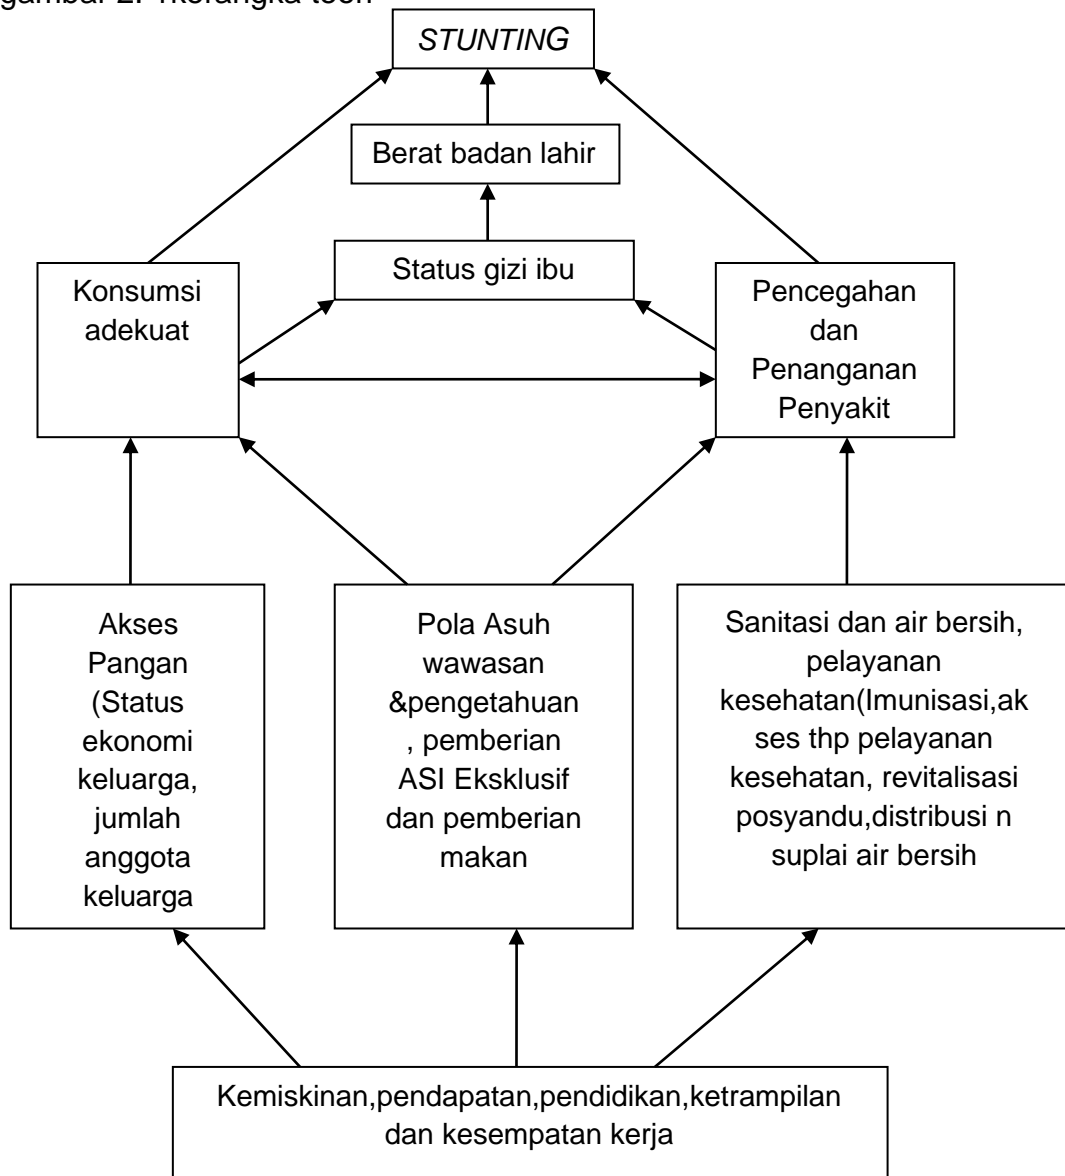 gambar 2. 1kerangka teori
STUNTING
Berat badan lahir
Status gizi ibu
Konsumsi
adekuat
Pencegahan
dan
Penanganan
Penyakit
Akses
Pangan
(Status
ekonomi
keluarga,
jumlah
anggota
keluarga
Pola Asuh
wawasan
&pengetahuan
, pemberian
ASI Eksklusif
dan pemberian
makan
Sanitasi dan air bersih,
pelayanan
kesehatan(Imunisasi,ak
ses thp pelayanan
kesehatan, revitalisasi
posyandu,distribusi n
suplai air bersih
Kemiskinan,pendapatan,pendidikan,ketrampilan
dan kesempatan kerja